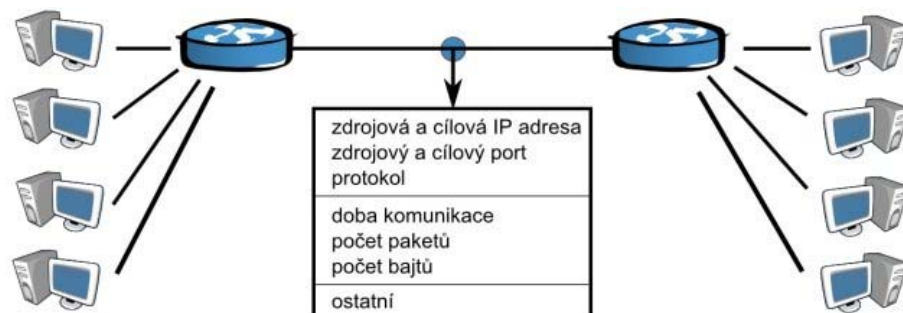 zdrojová a cílová IP adresa
zdrojový a cílový port
protokol
doba komunikace
počet paketů
počet bajtů
ostatní